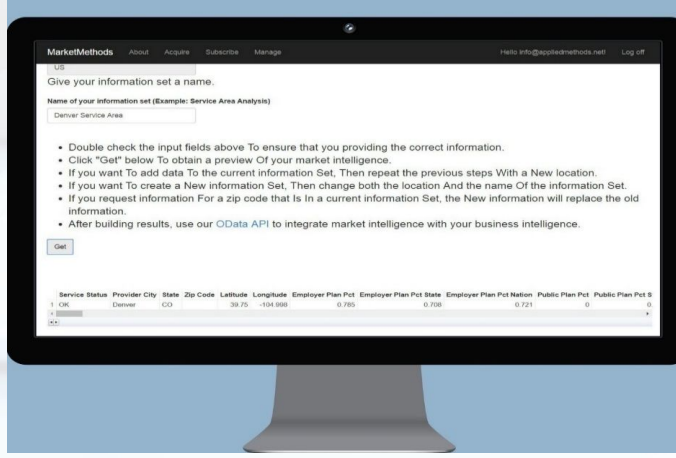 MarketMethods About Acquire Subscribe Manage Hello info@appliedmethods.net! Log off
US
Give your information set a name.
Name of your information set (Example: Service Area Analysis)
Denver Service Area
• Double check the input fields above To ensure that you providing the correct information.
• Click "Get" below To obtain a preview Of your market intelligence.
• If you want To add data To the current information Set, Then repeat the previous steps With a New location.
• If you want To create a New information Set, Then change both the location And the name Of the information Set.
• If you request information For a zip code that Is In a current information Set, the New information will replace the old
information.
• After building results, use our OData API to integrate market intelligence with your business intelligence.
Get
Service Status Provider City State Zip Code Latitude Longitude Employer Plan Pct Employer Plan Pct State Employer Plan Pct Nation Public Plan Pct Public Plan Pct S
1 OK Denver CO 39.75 -104.998 0.785 0.708 0.721 0 0.